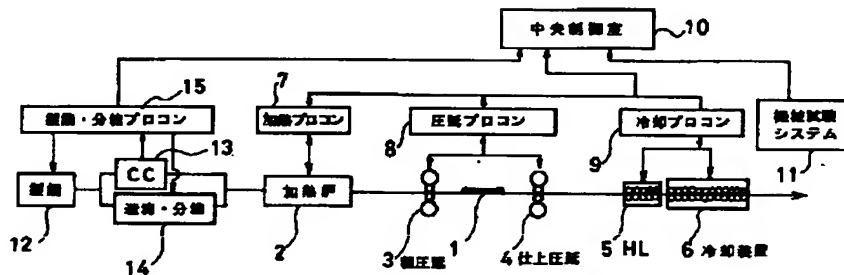 中央制御室
10
15
7
製鋼・分塊プロコン
13
加熱プロコン
8
圧延プロコン
9
冷却プロコン
機械試験
システム
11
CC
製鋼
12
造塊・分塊
14
加熱炉
2
3 粗圧延
1
4 仕上圧延
5 HL
6 冷却装置